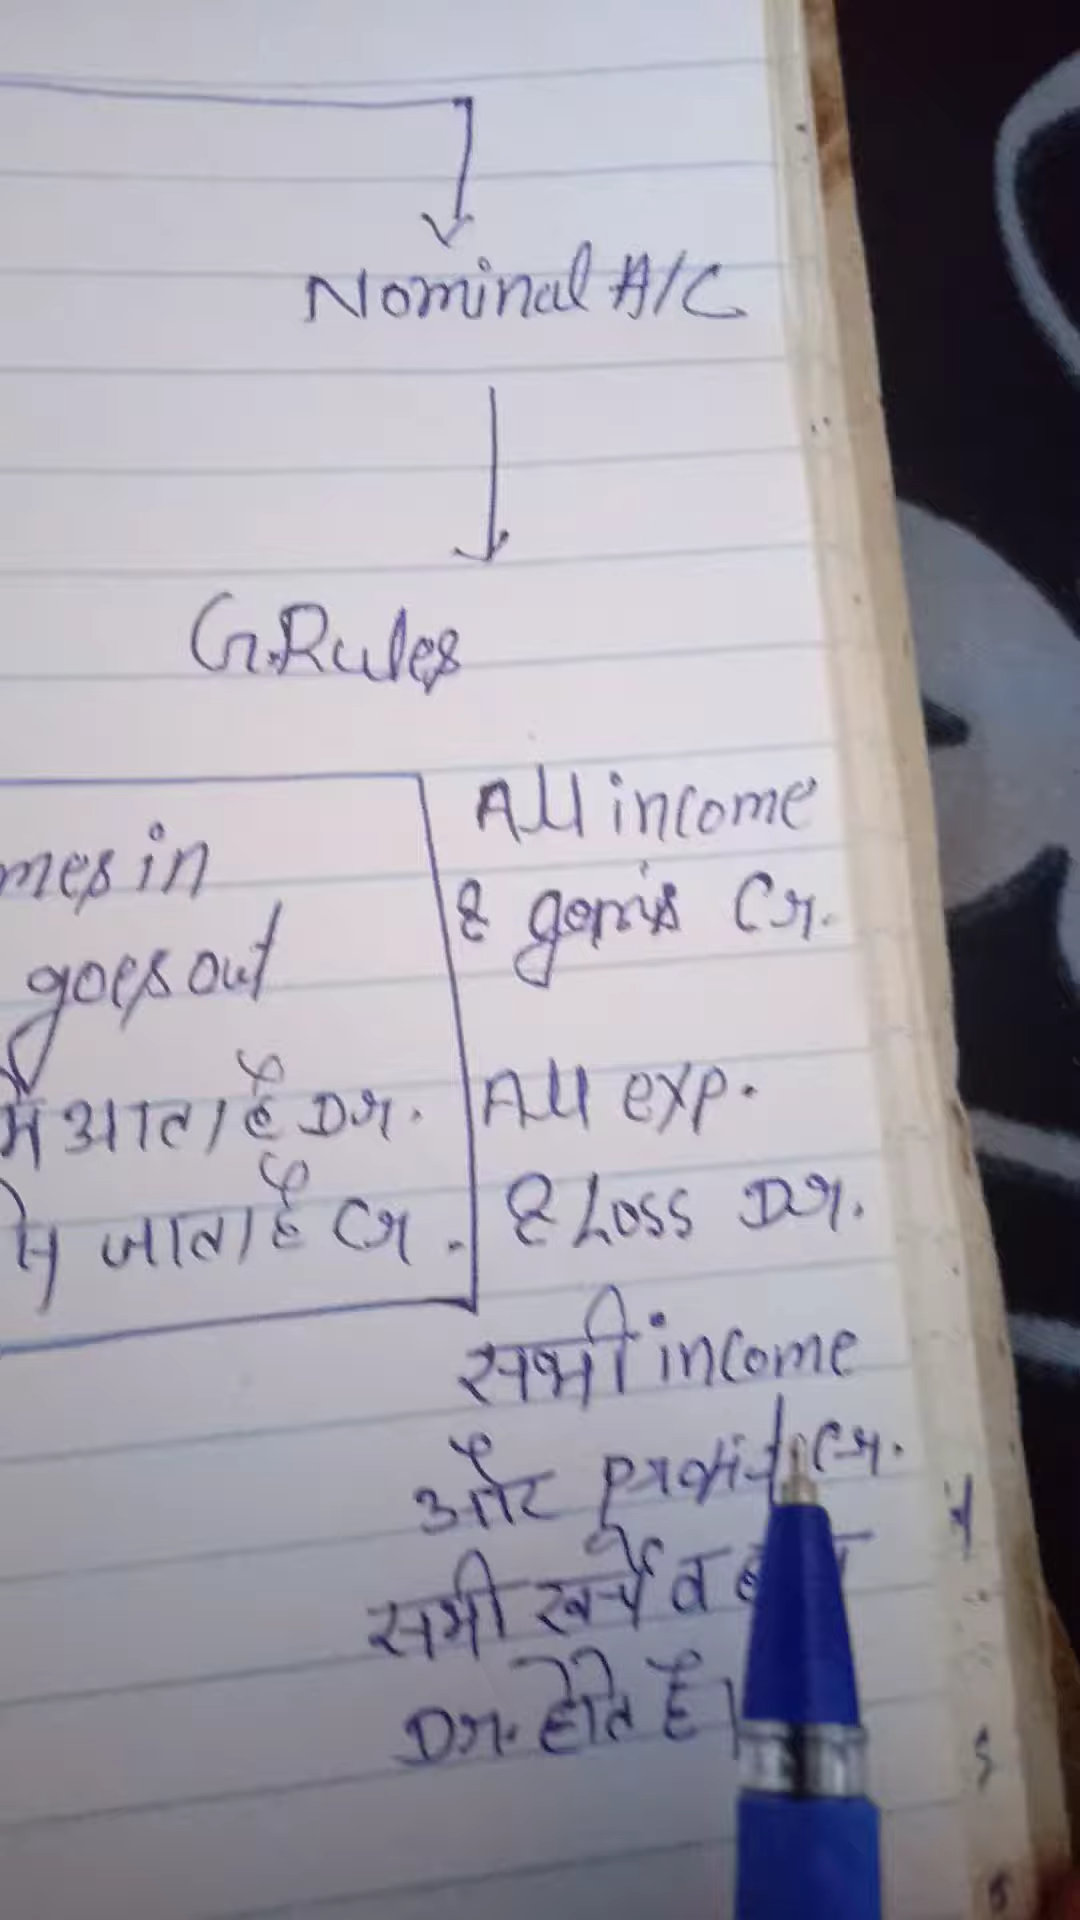 Nominal A/C
G.Rules
mes in
goes out
में आता है Dr.
से जाता है Cr.
All income
& gains Cr.
All exp.
& Loss Dr.
सभी income
और profit Cr.
सभी खर्चे व
Dr. होते है।